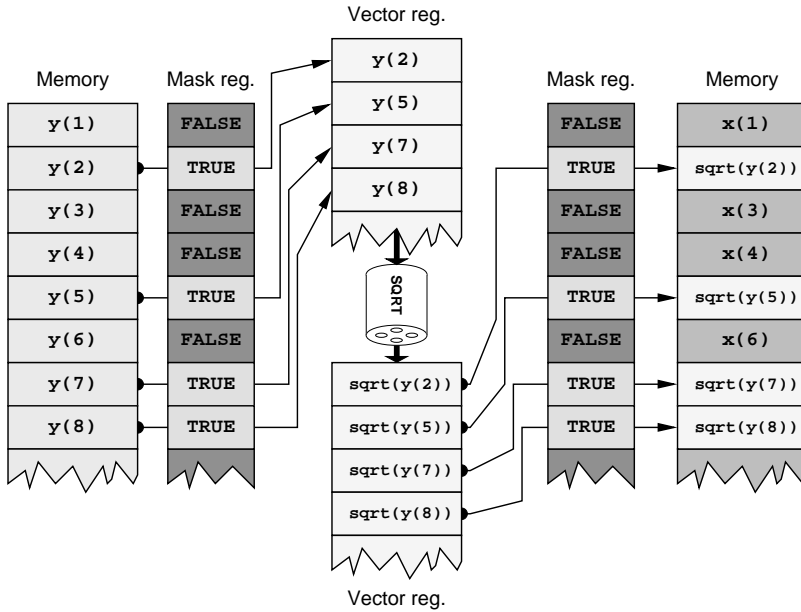 Vector reg.
Memory
Mask reg.
y(1)
y(2)
y(3)
y(4)
y(5)
y(6)
y(7)
y(8)
FALSE
TRUE
FALSE
FALSE
TRUE
FALSE
TRUE
TRUE
y(2)
y(5)
y(7)
y(8)
SQRT
sqrt(y(2))
sqrt(y(5))
sqrt(y(7))
sqrt(y(8))
Vector reg.
Mask reg.
Memory
FALSE
TRUE
FALSE
FALSE
TRUE
FALSE
TRUE
TRUE
x(1)
sqrt(y(2))
x(3)
x(4)
sqrt(y(5))
x(6)
sqrt(y(7))
sqrt(y(8))